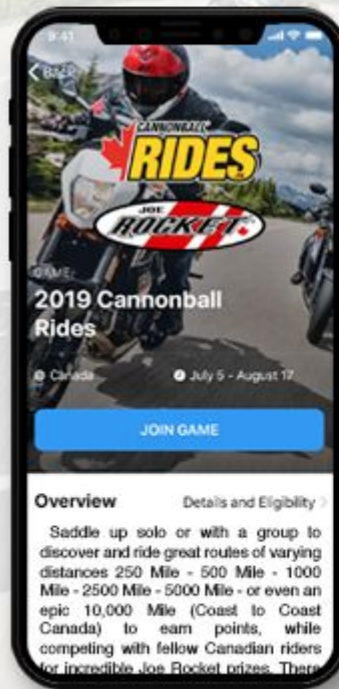 9:41
BACK
CANNONBALL
RIDES
JOE
ROCKET
GAME:
2019 Cannonball
Rides
Canada
July 5 - August 17
JOIN GAME
Overview
Details and Eligibility
Saddle up solo or with a group to
discover and ride great routes of varying
distances 250 Mile - 500 Mile - 1000
Mile - 2500 Mile - 5000 Mile - or even an
epic 10,000 Mile (Coast to Coast
Canada) to earn points, while
competing with fellow Canadian riders
for incredible Joe Rocket prizes. There